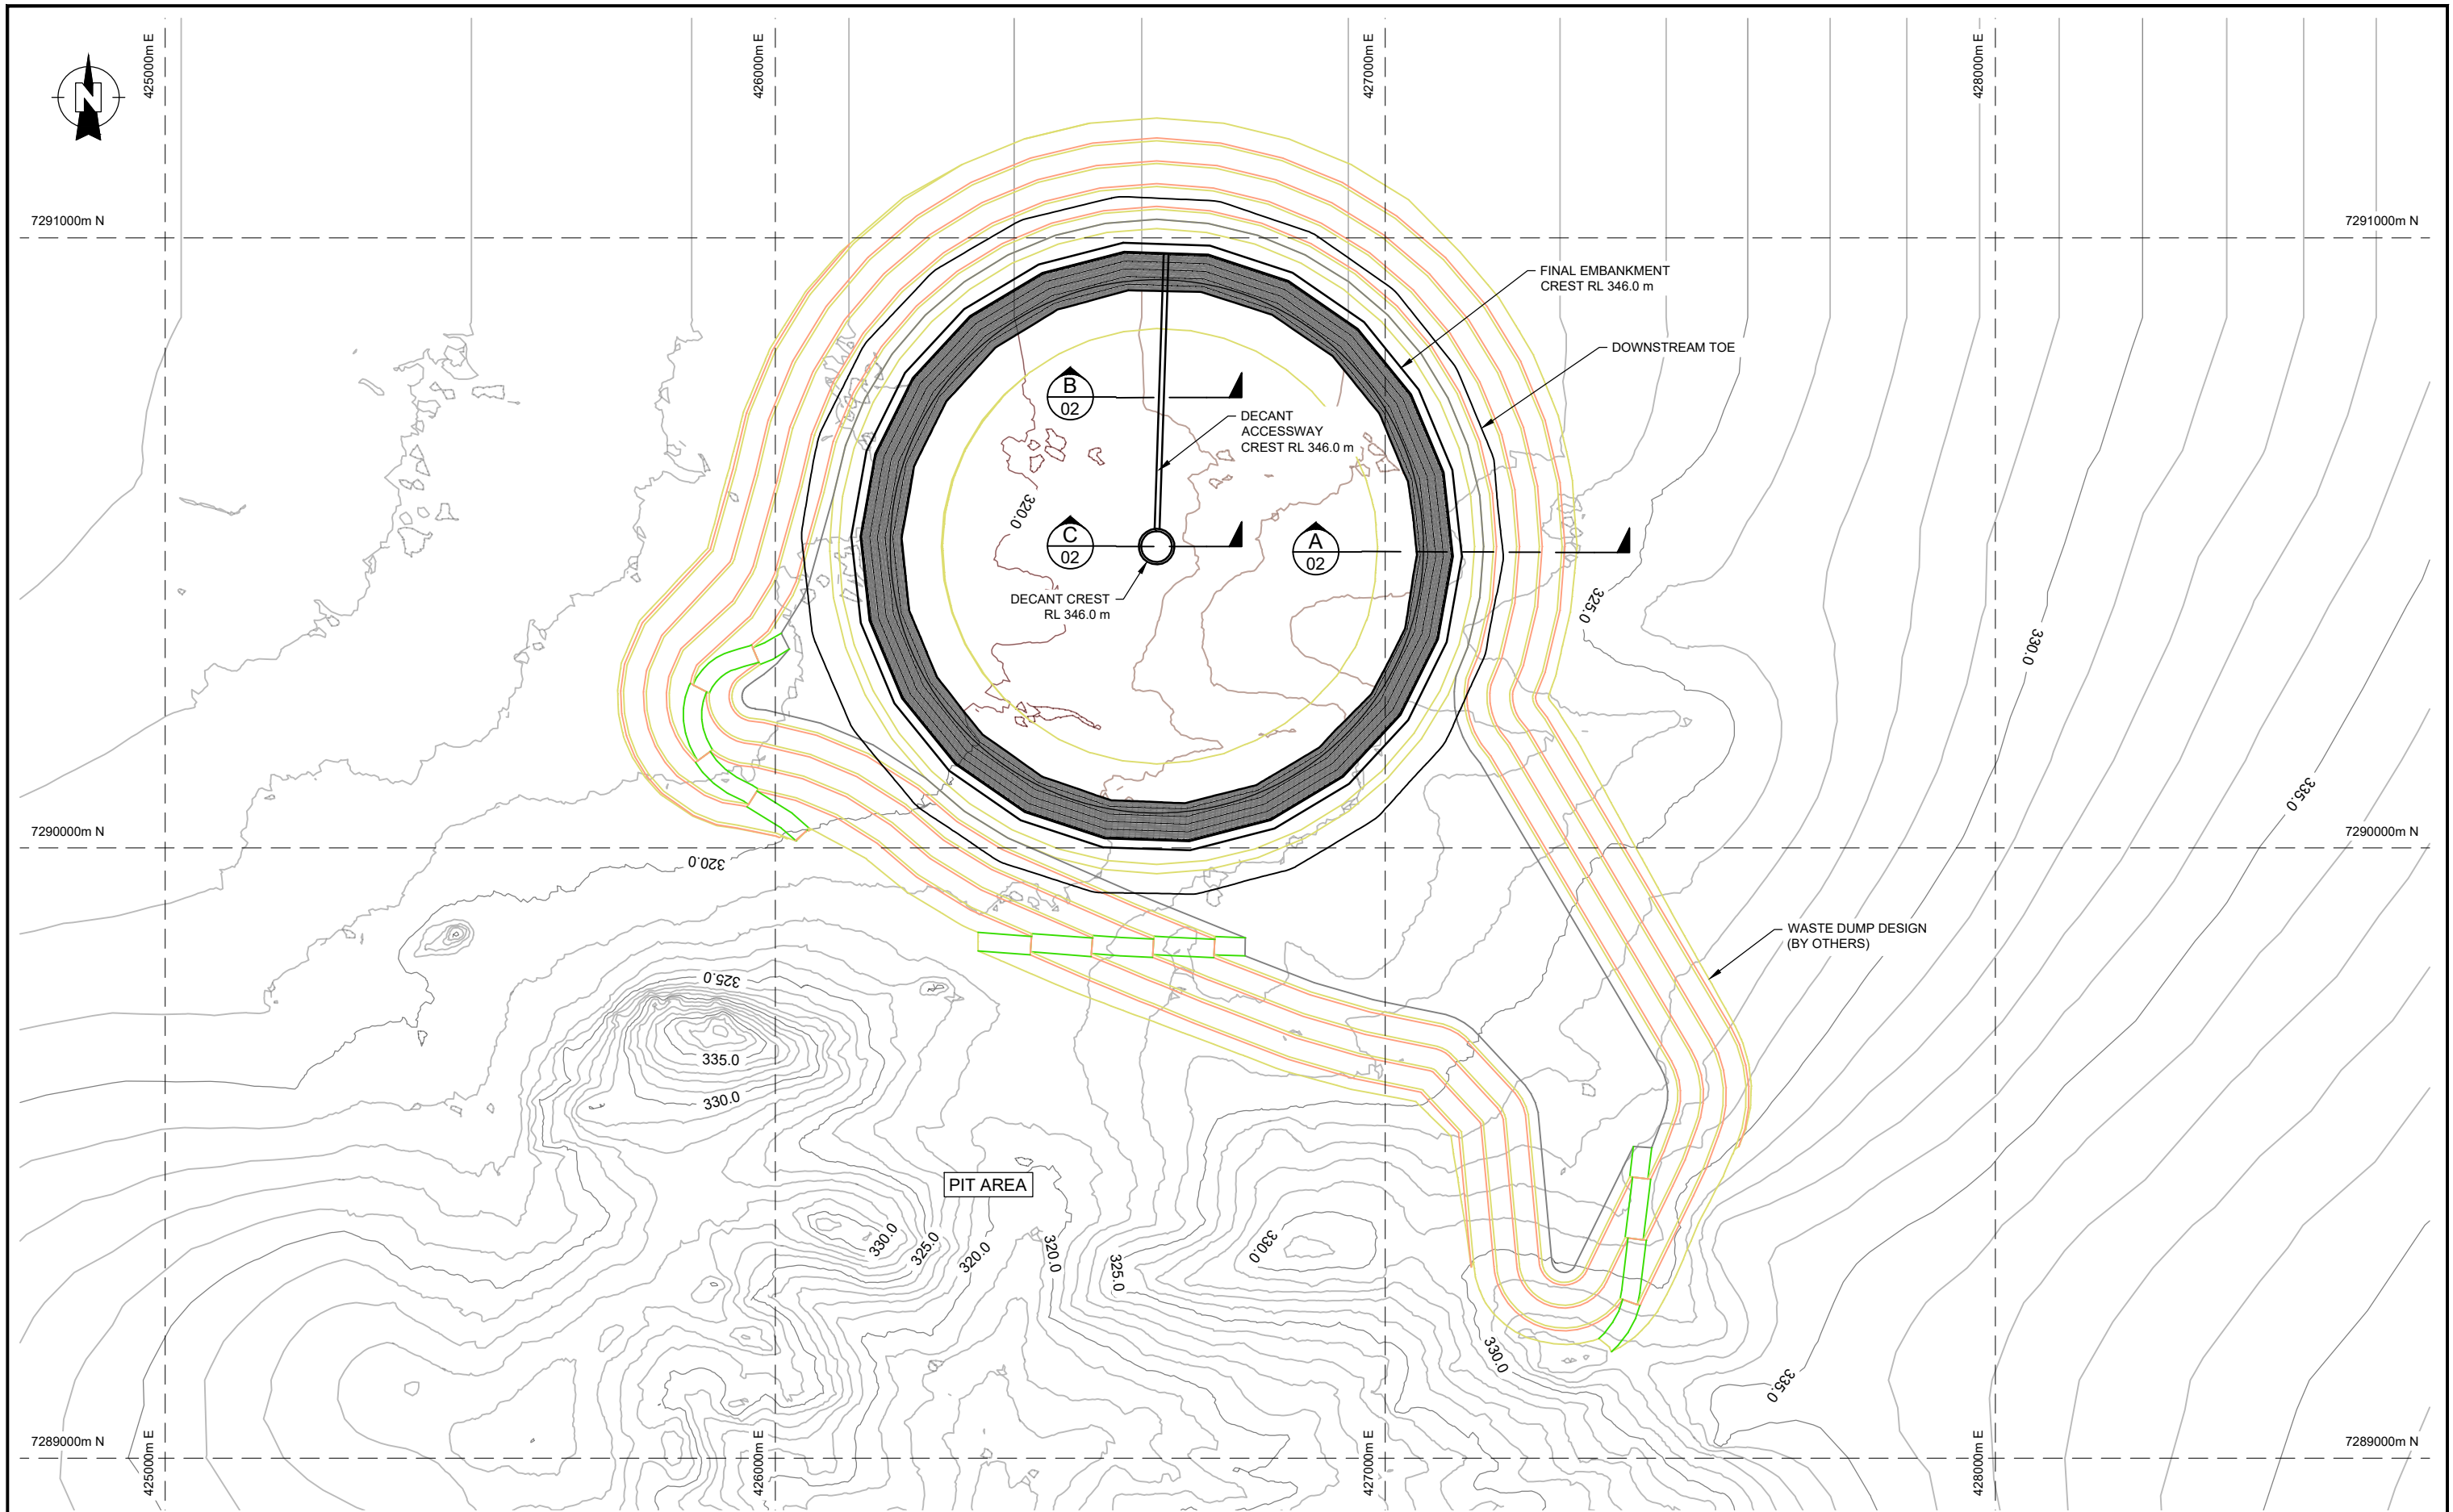 425000m E
426000m E
427000m E
428000m E
N
7291000m N
7291000m N
FINAL EMBANKMENT
CREST RL 346.0 m
DOWNSTREAM TOE
B
02
DECANT
ACCESSWAY
CREST RL 346.0 m
320.0
C
02
A
02
DECANT CREST
RL 346.0 m
325.0
330.0
335.0
7290000m N
7290000m N
320.0
WASTE DUMP DESIGN
(BY OTHERS)
325.0
335.0
330.0
PIT AREA
330.0
325.0
320.0
320.0
325.0
330.0
330.0
335.0
7289000m N
7289000m N
425000m E
426000m E
427000m E
428000m E